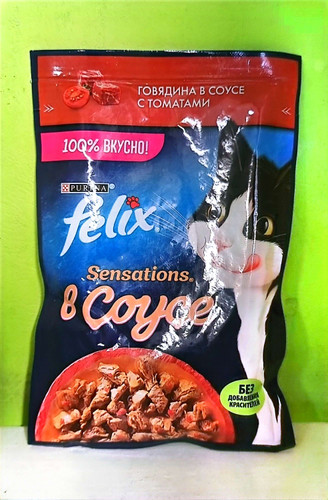 ГОВЯДИНА В СОУСЕ
С ТОМАТАМИ
100% ВКУСНО!
PURINA
felix
Sensations
в Соусе
БЕЗ
ДОБАВЛЕНИЯ
КРАСИТЕЛЕЙ